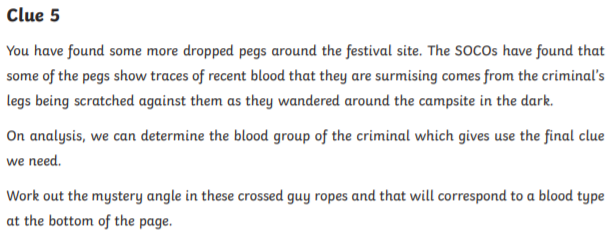 Clue 5
You have found some more dropped pegs around the festival site. The SOCOs have found that
some of the pegs show traces of recent blood that they are surmising comes from the criminal's
legs being scratched against them as they wandered around the campsite in the dark.
On analysis, we can determine the blood group of the criminal which gives use the final clue
we need.
Work out the mystery angle in these crossed guy ropes and that will correspond to a blood type
at the bottom of the page.